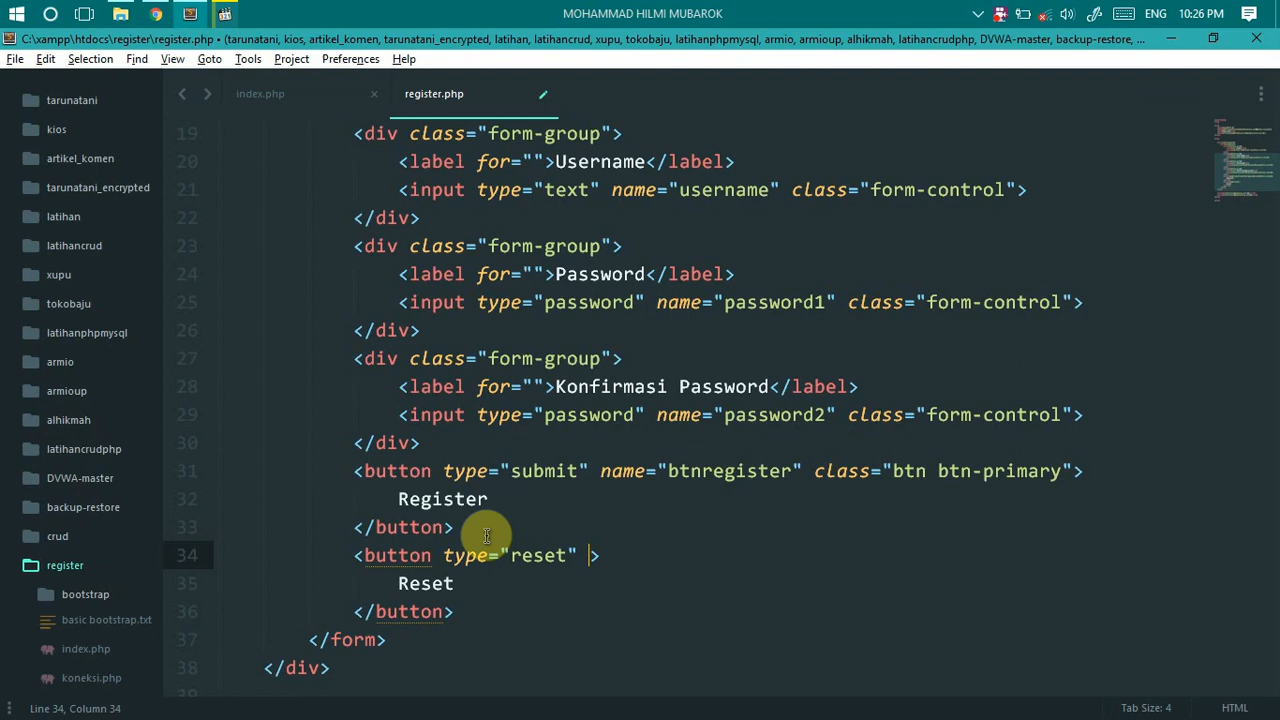 MOHAMMAD HILMI MUBAROK
ENG 10:26 PM
C:\xampp\htdocs\register\register.php • (tarunatani, kios, artikel_komen, tarunatani_encrypted, latihan, latihancrud, xupu, tokobaju, latihanphpmysql, armio, armioup, alhikmah, latihancrudphp, DVWA-master, backup-restore, ...
File Edit Selection Find View Goto Tools Project Preferences Help
index.php register.php
tarunatani
kios
artikel_komen
tarunatani_encrypted
latihan
latihancrud
xupu
tokobaju
latihanphpmysql
armio
armioup
alhikmah
latihancrudphp
DVWA-master
backup-restore
crud
register
bootstrap
basic bootstrap.txt
index.php
koneksi.php
19 <div class="form-group">
20 <label for="">Username</label>
21 <input type="text" name="username" class="form-control">
22 </div>
23 <div class="form-group">
24 <label for="">Password</label>
25 <input type="password" name="password1" class="form-control">
26 </div>
27 <div class="form-group">
28 <label for="">Konfirmasi Password</label>
29 <input type="password" name="password2" class="form-control">
30 </div>
31 <button type="submit" name="btnregister" class="btn btn-primary">
32 Register
33 </button>
34 <button type="reset" >
35 Reset
36 </button>
37 </form>
38 </div>
Line 34, Column 34
Tab Size: 4 HTML